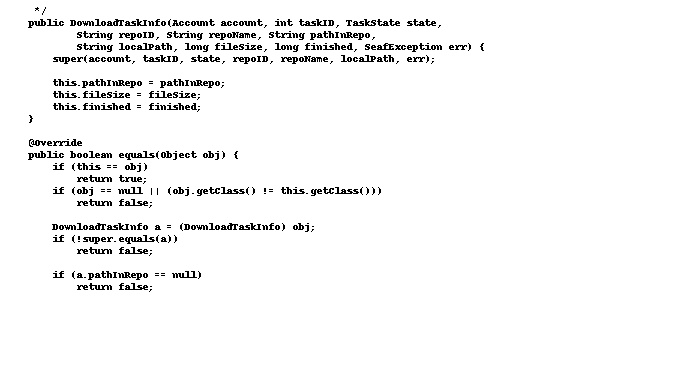 */
public DownloadTaskInfo(Account account, int taskID, TaskState state,
        String repoID, String repoName, String pathInRepo,
        String localPath, long fileSize, long finished, SeafException err) {
    super(account, taskID, state, repoID, repoName, localPath, err);

    this.pathInRepo = pathInRepo;
    this.fileSize = fileSize;
    this.finished = finished;
}

@Override
public boolean equals(Object obj) {
    if (this == obj)
        return true;
    if (obj == null || (obj.getClass() != this.getClass()))
        return false;

    DownloadTaskInfo a = (DownloadTaskInfo) obj;
    if (!super.equals(a))
        return false;

    if (a.pathInRepo == null)
        return false;